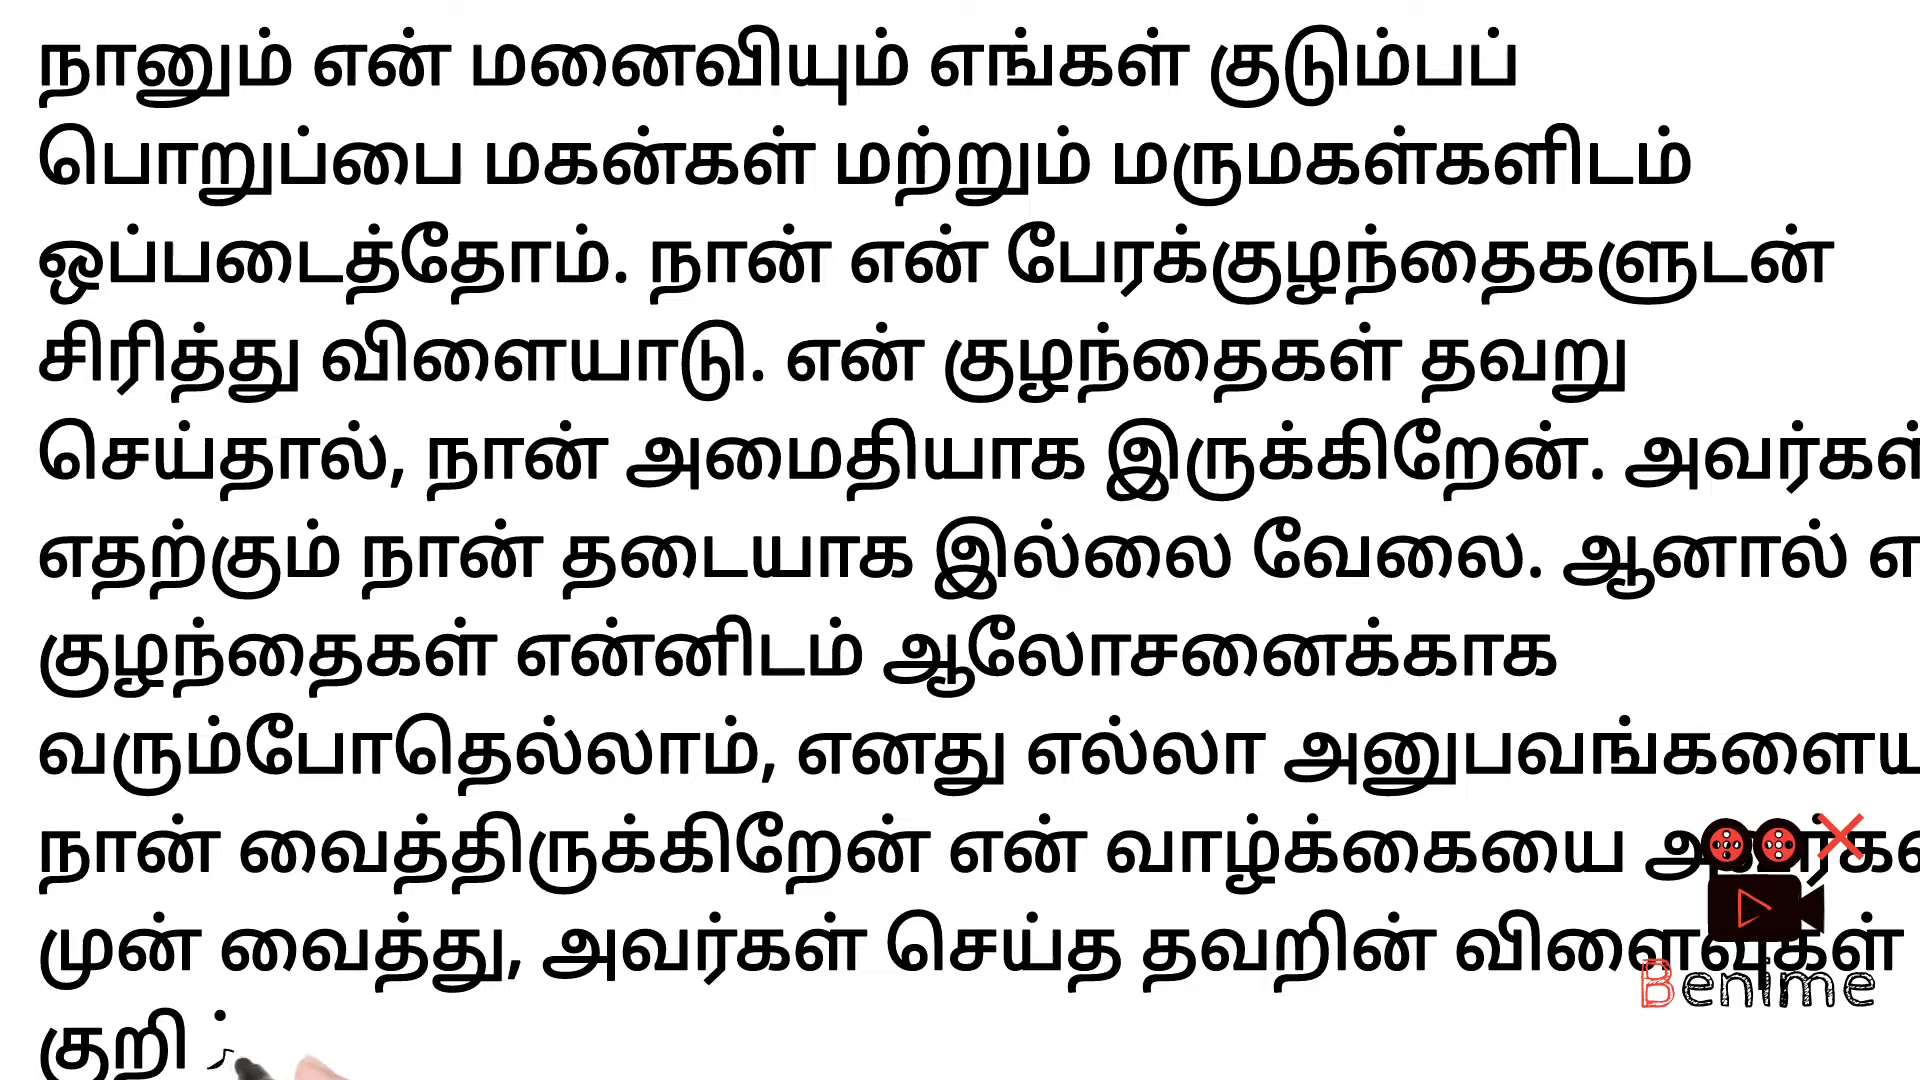 நானும் என் மனைவியும் எங்கள் குடும்பப்
பொறுப்பை மகன்கள் மற்றும் மருமகள்களிடம்
ஒப்படைத்தோம். நான் என் பேரக்குழந்தைகளுடன்
சிரித்து விளையாடு. என் குழந்தைகள் தவறு
செய்தால், நான் அமைதியாக இருக்கிறேன். அவர்கள்
எதற்கும் நான் தடையாக இல்லை வேலை. ஆனால்
குழந்தைகள் என்னிடம் ஆலோசனைக்காக
வரும்போதெல்லாம், எனது எல்லா
நான் வைத்திருக்கிறேன் என் வாழ்க்கையை
முன் வைத்து, அவர்கள் செய்த தவறின் விளைவுகள்
Benime